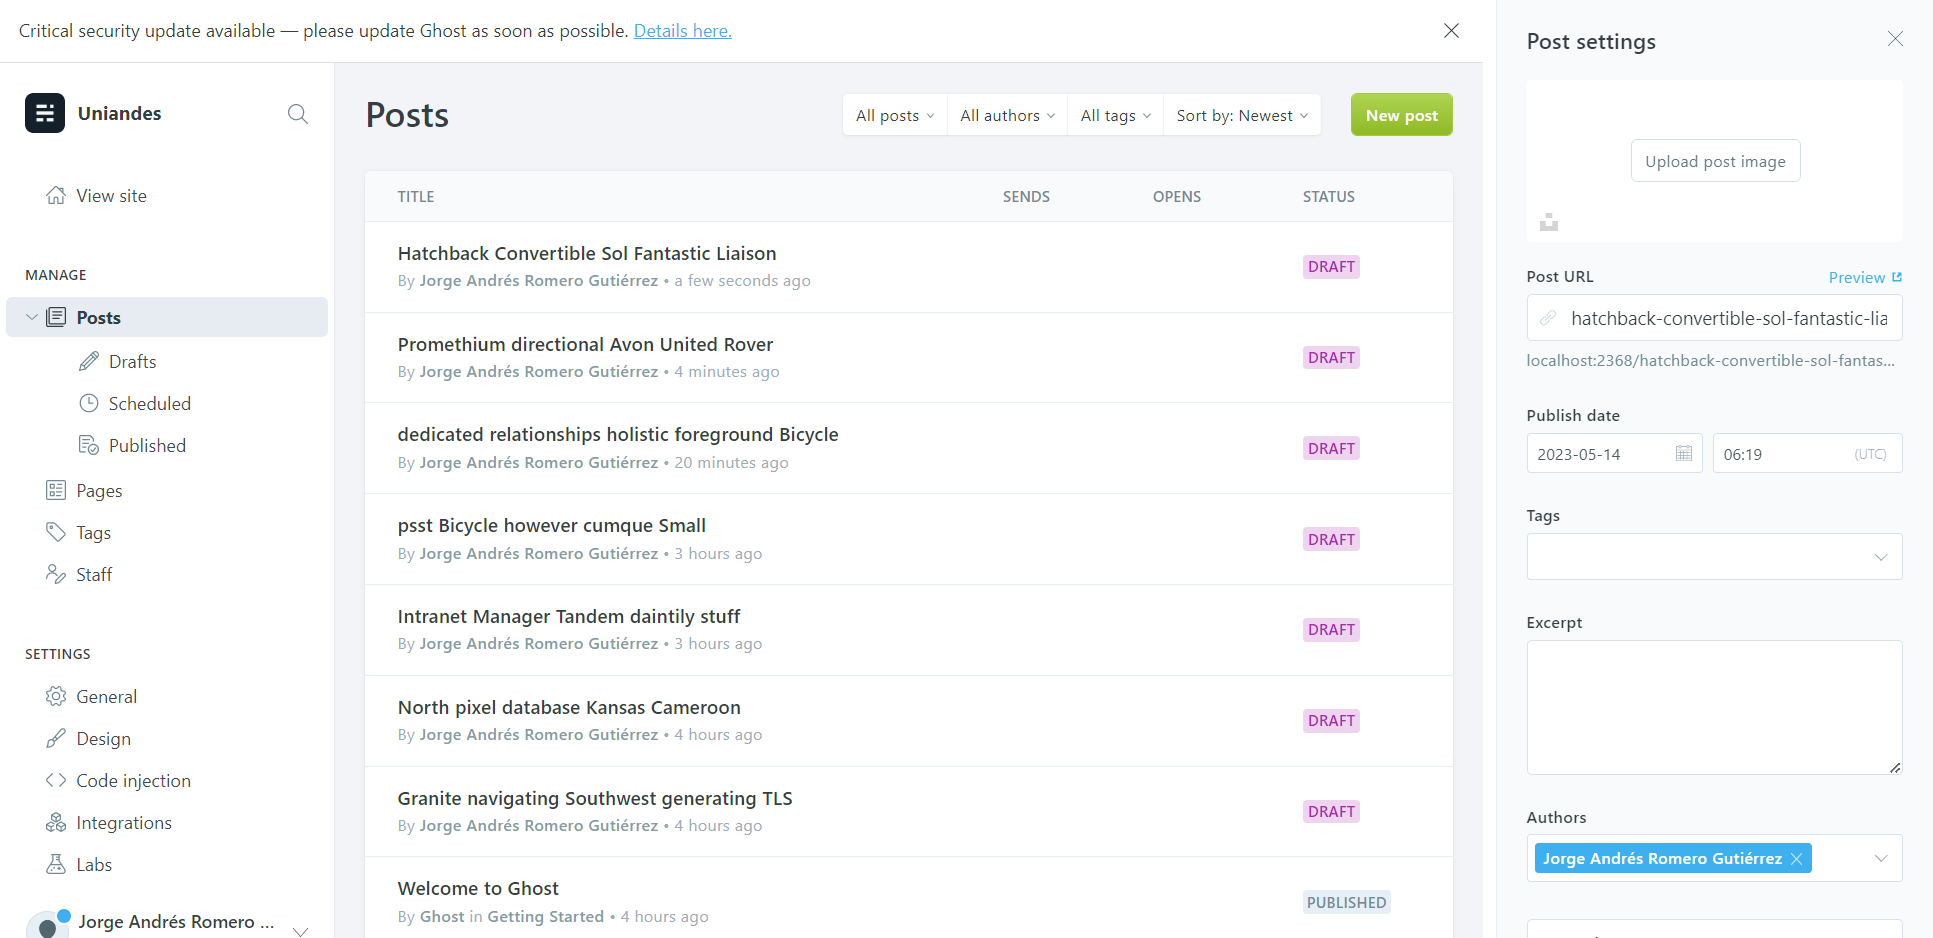 Critical security update available — please update Ghost as soon as possible. Details here.
Uniandes
View site
MANAGE
Posts
Drafts
Scheduled
Published
Pages
Tags
Staff
SETTINGS
General
Design
Code injection
Integrations
Labs
Jorge Andrés Romero ...
Posts
All posts
All authors
All tags
Sort by: Newest
New post
TITLE SENDS OPENS STATUS
Hatchback Convertible Sol Fantastic Liaison
By Jorge Andrés Romero Gutiérrez • a few seconds ago
DRAFT
Promethium directional Avon United Rover
By Jorge Andrés Romero Gutiérrez • 4 minutes ago
DRAFT
dedicated relationships holistic foreground Bicycle
By Jorge Andrés Romero Gutiérrez • 20 minutes ago
DRAFT
psst Bicycle however cumque Small
By Jorge Andrés Romero Gutiérrez • 3 hours ago
DRAFT
Intranet Manager Tandem daintily stuff
By Jorge Andrés Romero Gutiérrez • 3 hours ago
DRAFT
North pixel database Kansas Cameroon
By Jorge Andrés Romero Gutiérrez • 4 hours ago
DRAFT
Granite navigating Southwest generating TLS
By Jorge Andrés Romero Gutiérrez • 4 hours ago
DRAFT
Welcome to Ghost
By Ghost in Getting Started • 4 hours ago
PUBLISHED
Post settings
Upload post image
Post URL
Preview
hatchback-convertible-sol-fantastic-lia
localhost:2368/hatchback-convertible-sol-fantas...
Publish date
2023-05-14
06:19 (UTC)
Tags
Excerpt
Authors
Jorge Andrés Romero Gutiérrez